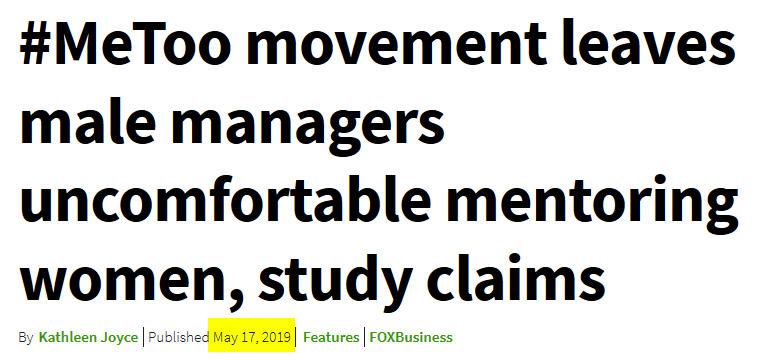 #MeToo movement leaves
male managers
uncomfortable mentoring
women, study claims
By Kathleen Joyce | Published May 17, 2019 | Features | FOXBusiness